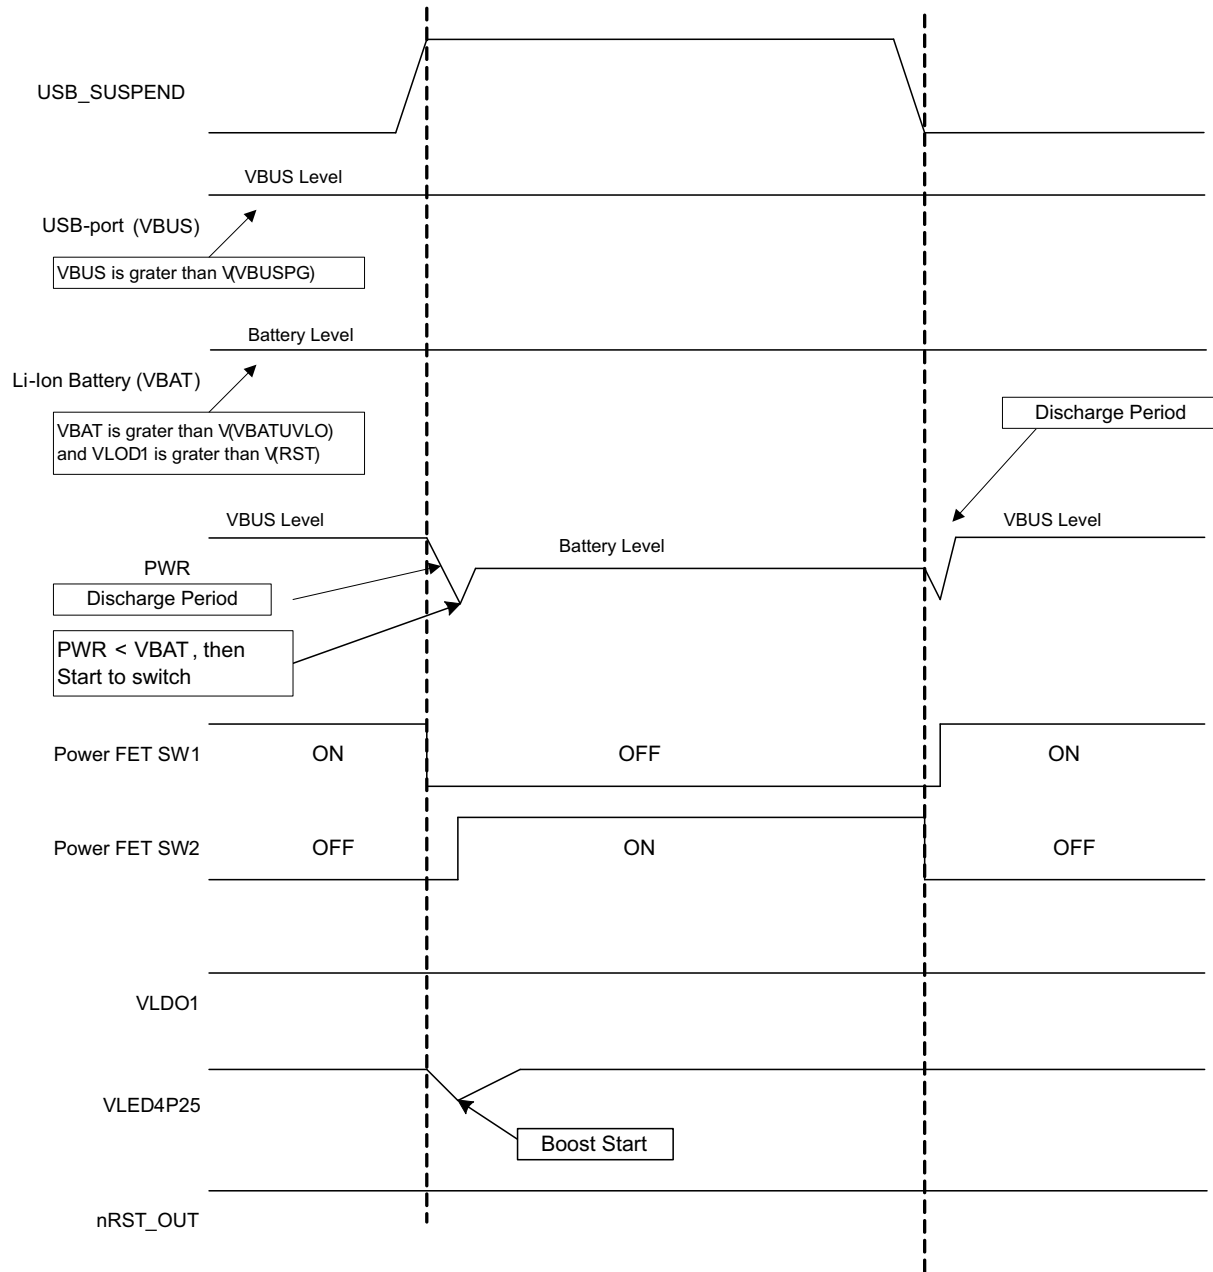 USB_SUSPEND
VBUS Level
USB-port (VBUS)
VBUS is grater than V(VBUSPG)
Battery Level
Li-Ion Battery (VBAT)
VBAT is grater than V(VBATUVLO)
and VLOD1 is grater than V(RST)
Discharge Period
VBUS Level
VBUS Level
Battery Level
PWR
Discharge Period
PWR < VBAT , then
Start to switch
Power FET SW1
ON
OFF
ON
Power FET SW2
OFF
ON
OFF
VLDO1
VLED4P25
Boost Start
nRST_OUT